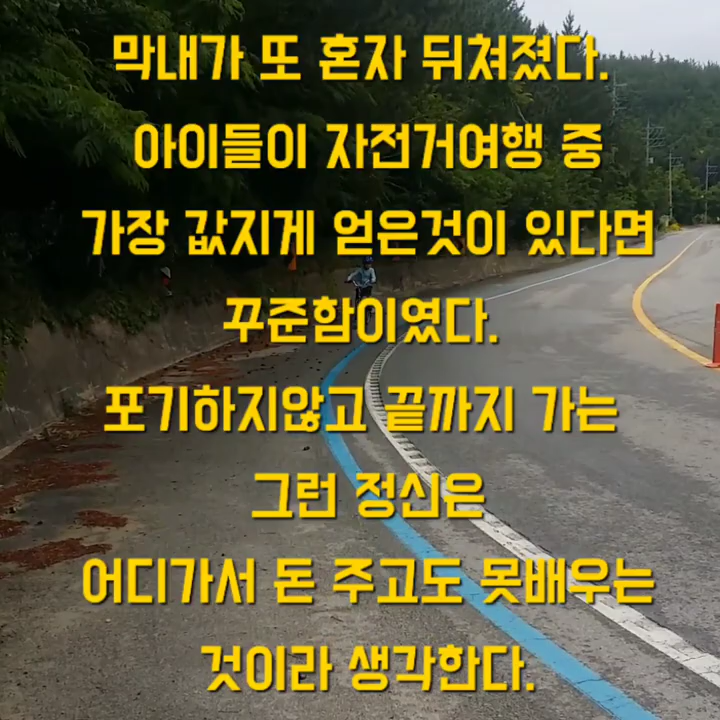 막내가 또 혼자 뒤쳐졌다.
아이들이 자전거여행 중
가장 값지게 얻은것이 있다면
꾸준함이였다.
포기하지않고 끝까지 가는
그런 정신은
어디가서 돈 주고도 못배우는
것이라 생각한다.